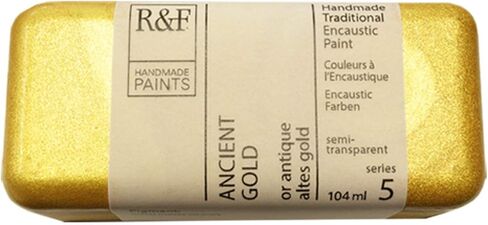 R&F
HANDMADE
PAINTS
ANCIENT
GOLD
or antique
altes gold
Handmade
Traditional
Encaustic
Paint
Couleurs à
l'Encaustique
Encaustic
Farben
semi-
transparent
series
104 ml 5